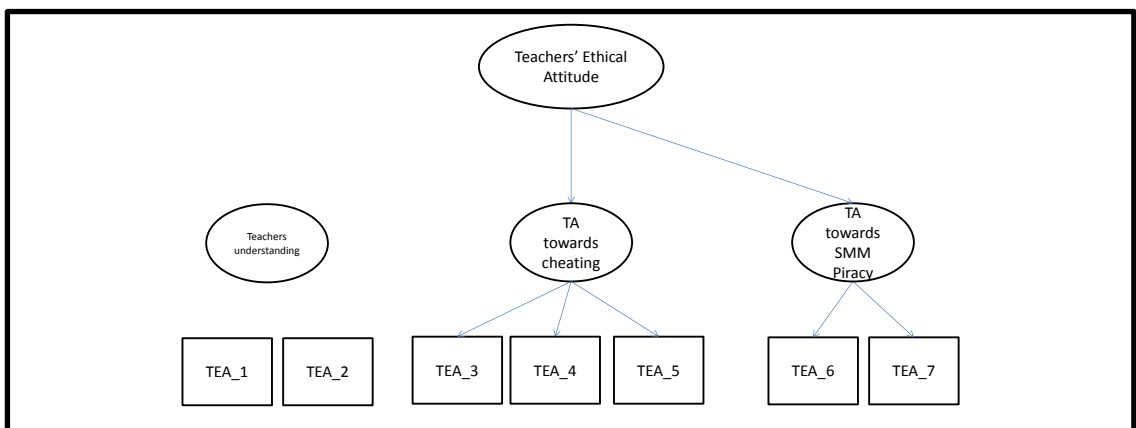 Teachers’ Ethical
Attitude
Teachers
understanding
TA
towards
cheating
TA
towards
SMM
Piracy
TEA_1
TEA_2
TEA_3
TEA_4
TEA_5
TEA_6
TEA_7